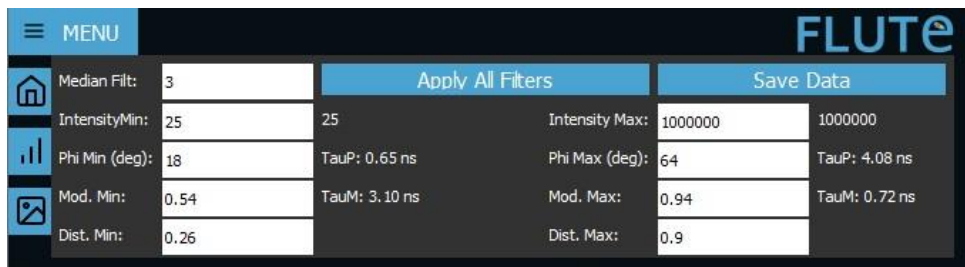 MENU FLUTe
Median Filt: 3 Apply All Filters Save Data
IntensityMin: 25 25 Intensity Max: 1000000 1000000
Phi Min (deg): 18 TauP: 0.65 ns Phi Max (deg): 64 TauP: 4.08 ns
Mod. Min: 0.54 TauM: 3.10 ns Mod. Max: 0.94 TauM: 0.72 ns
Dist. Min: 0.26 Dist. Max: 0.9